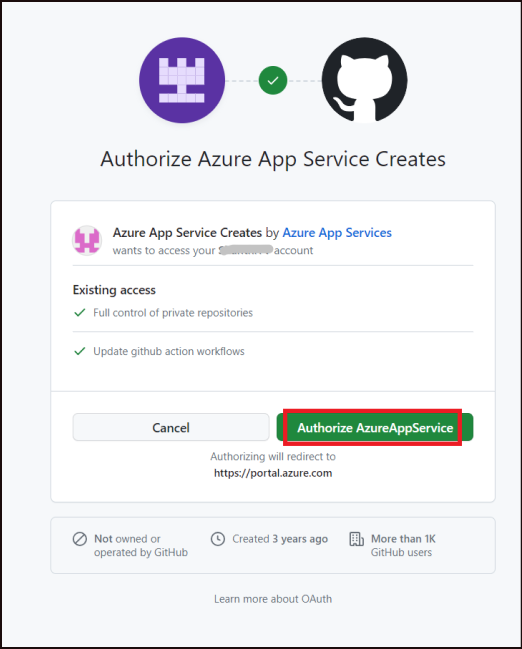 Authorize Azure App Service Creates
Azure App Service Creates by Azure App Services
wants to access your account
Existing access
Full control of private repositories
Update github action workflows
Cancel
Authorize AzureAppService
Authorizing will redirect to
https://portal.azure.com
Not owned or
operated by GitHub
Created 3 years ago
More than 1K
GitHub users
Learn more about OAuth